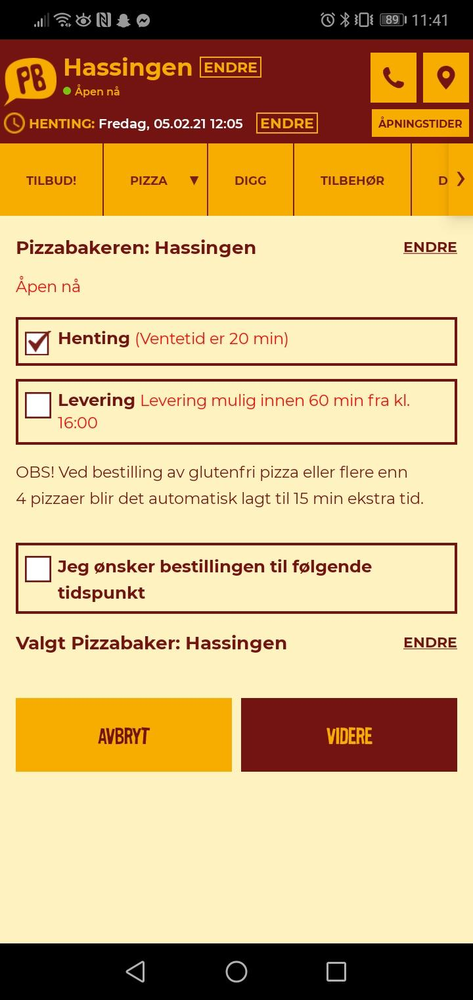 89 11:41
PB
Hassingen ENDRE
Åpen nå
HENTING: Fredag, 05.02.21 12:05 ENDRE ÅPNINGSTIDER
TILBUD! PIZZA ▼ DIGG TILBEHØR D ❯
Pizzabakeren: Hassingen ENDRE
Åpen nå
Henting (Ventetid er 20 min)
Levering Levering mulig innen 60 min fra kl.
16:00
OBS! Ved bestilling av glutenfri pizza eller flere enn
4 pizzaer blir det automatisk lagt til 15 min ekstra tid.
Jeg ønsker bestillingen til følgende
tidspunkt
Valgt Pizzabaker: Hassingen ENDRE
AVBRYT VIDERE